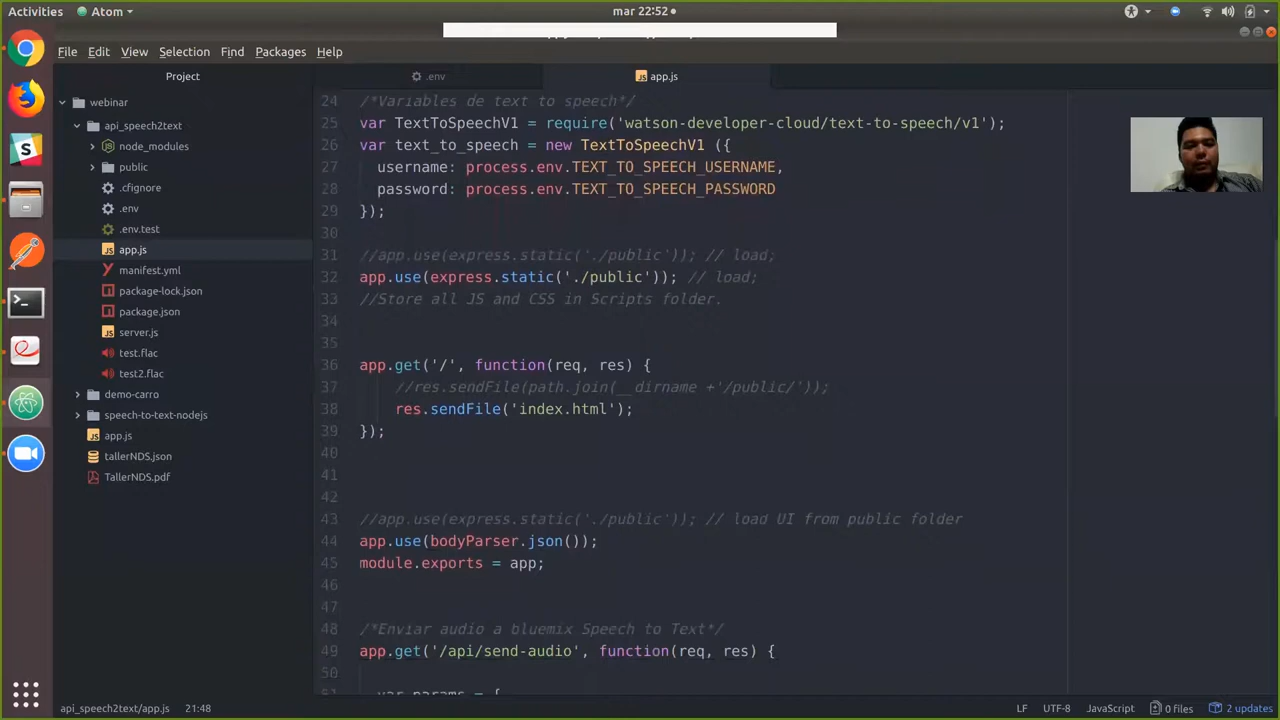 Activities
Atom
mar 22:52
File Edit View Selection Find Packages Help
Project
.env
app.js
webinar
api_speech2text
node_modules
public
.cfignore
.env
.env.test
app.js
manifest.yml
package-lock.json
package.json
server.js
test.flac
test2.flac
demo-carro
speech-to-text-nodejs
app.js
tallerNDS.json
TallerNDS.pdf
24 /*Variables de text to speech*/
25 var TextToSpeechV1 = require('watson-developer-cloud/text-to-speech/v1');
26 var text_to_speech = new TextToSpeechV1 ({
27 username: process.env.TEXT_TO_SPEECH_USERNAME,
28 password: process.env.TEXT_TO_SPEECH_PASSWORD
29 });
30
31 //app.use(express.static('./public')); // load;
32 app.use(express.static('./public')); // load;
33 //Store all JS and CSS in Scripts folder.
34
35
36 app.get('/', function(req, res) {
37 //res.sendFile(path.join(__dirname +'/public/'));
38 res.sendFile('index.html');
39 });
40
41
42
43 //app.use(express.static('./public')); // load UI from public folder
44 app.use(bodyParser.json());
45 module.exports = app;
46
47
48 /*Enviar audio a bluemix Speech to Text*/
49 app.get('/api/send-audio', function(req, res) {
50
51 var params = {
api_speech2text/app.js 21:48
LF UTF-8 JavaScript 0 files 2 updates